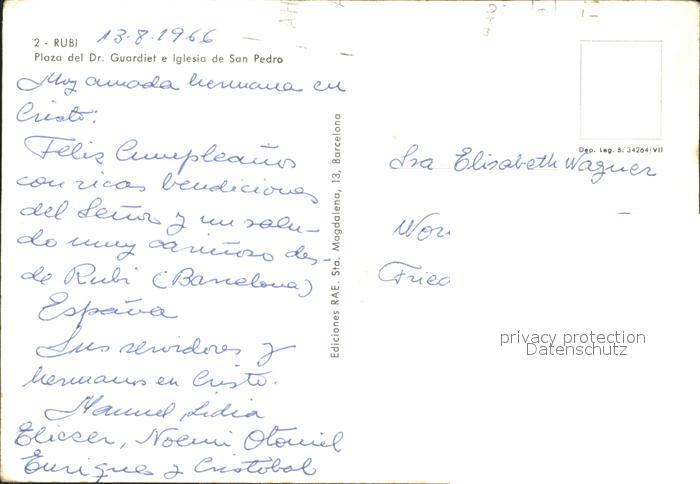 2 - RUBI 13-8-1966
Plaza del Dr. Guardiet e Iglesia de San Pedro
Muy amada hermana en
Cristo:
Feliz Cumpleaños
con ricas bendiciones
del Señor y un salu-
do muy cariñoso des-
de Rubi (Barcelona)
España
Sus servidores y
hermanos en Cristo.
Manuel, Lidia
Eliezer, Noemi Otoniel
Enrique y Cristobal
Ediciones RAE. Sta. Magdalena, 13, Barcelona
Dep. Leg. B. 34264/VII
Sra Elisabeth Wagner
Wor
Fried
privacy protection
Datenschutz